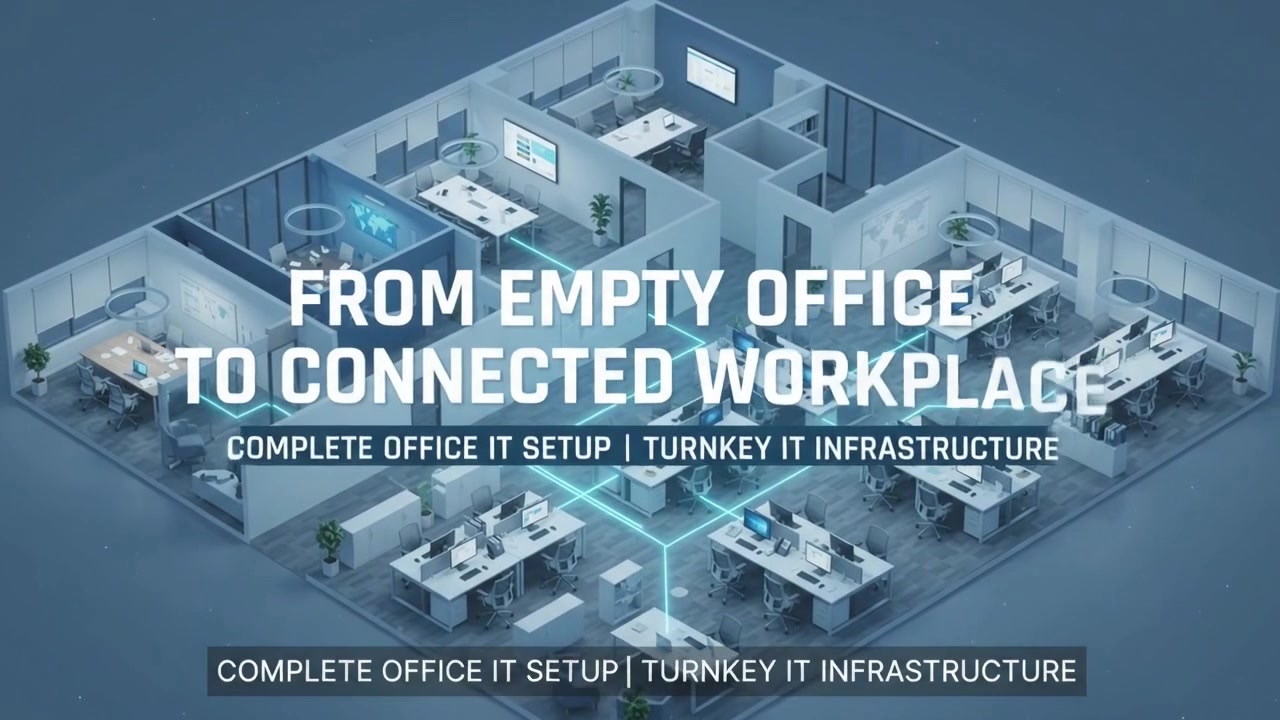 FROM EMPTY OFFICE
TO CONNECTED WORKPLACE
COMPLETE OFFICE IT SETUP | TURNKEY IT INFRASTRUCTURE
COMPLETE OFFICE IT SETUP | TURNKEY IT INFRASTRUCTURE